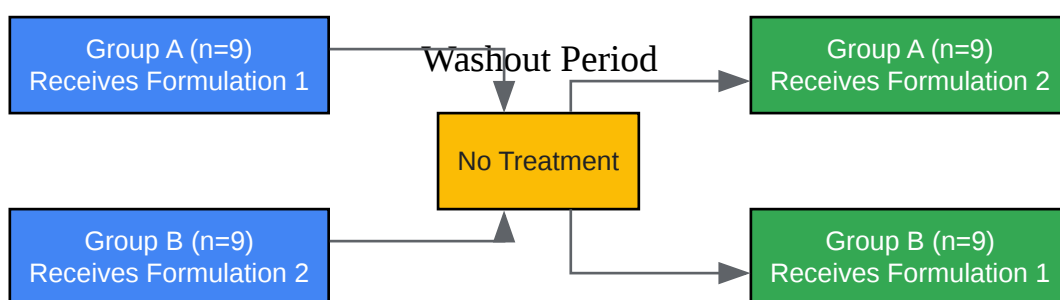 Group A (n=9)
Receives Formulation 1
Washout Period
Group A (n=9)
Receives Formulation 2
No Treatment
Group B (n=9)
Receives Formulation 2
Group B (n=9)
Receives Formulation 1